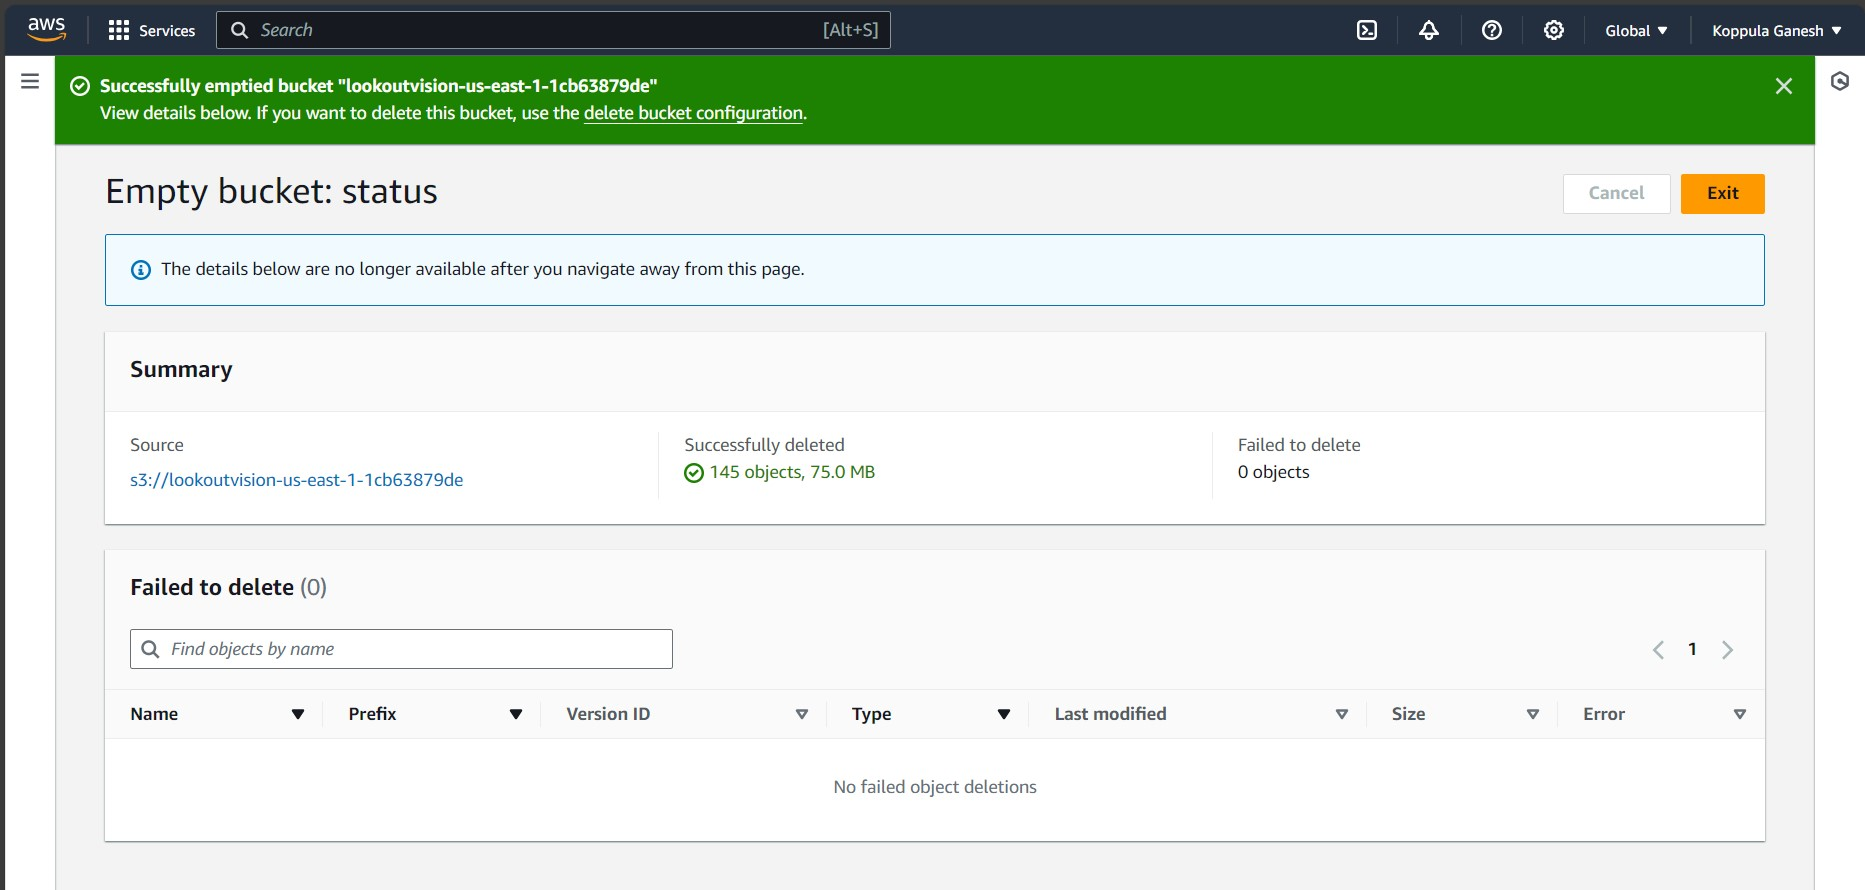 aws
Services
Search [Alt+S]
Global
Koppula Ganesh
Successfully emptied bucket "lookoutvision-us-east-1-1cb63879de"
View details below. If you want to delete this bucket, use the delete bucket configuration.
Empty bucket: status
Cancel
Exit
The details below are no longer available after you navigate away from this page.
Summary
Source
s3://lookoutvision-us-east-1-1cb63879de
Successfully deleted
145 objects, 75.0 MB
Failed to delete
0 objects
Failed to delete (0)
Find objects by name
1
Name Prefix Version ID Type Last modified Size Error
No failed object deletions